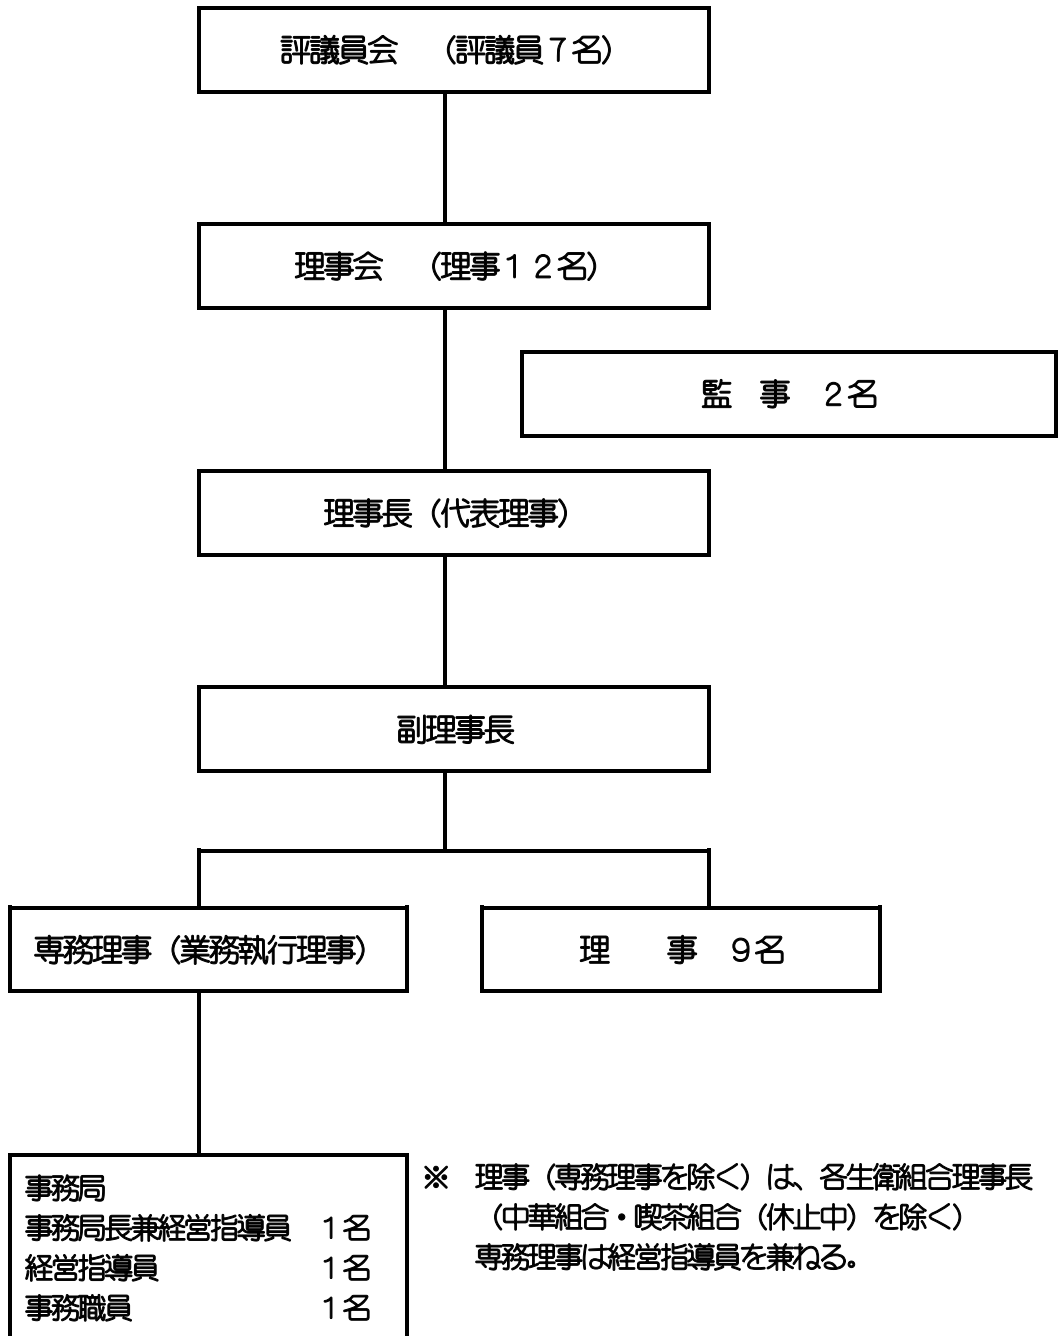 評議員会　（評議員７名）
理事会　（理事１２名）
監　事　２名
理事長（代表理事）
副理事長
専務理事（業務執行理事）
理　　事　９名
事務局
事務局長兼経営指導員　１名
経営指導員　　　　　　１名
事務職員　　　　　　　１名
※　理事（専務理事を除く）は、各生衛組合理事長
（中華組合・喫茶組合（休止中）を除く）
専務理事は経営指導員を兼ねる。